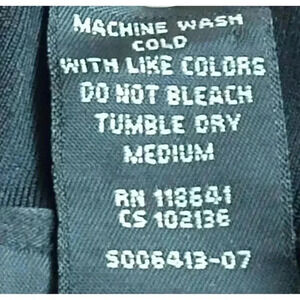 MACHINE WASH
COLD
WITH LIKE COLORS
DO NOT BLEACH
TUMBLE DRY
MEDIUM
RN 118641
CS 102136
S006413-07